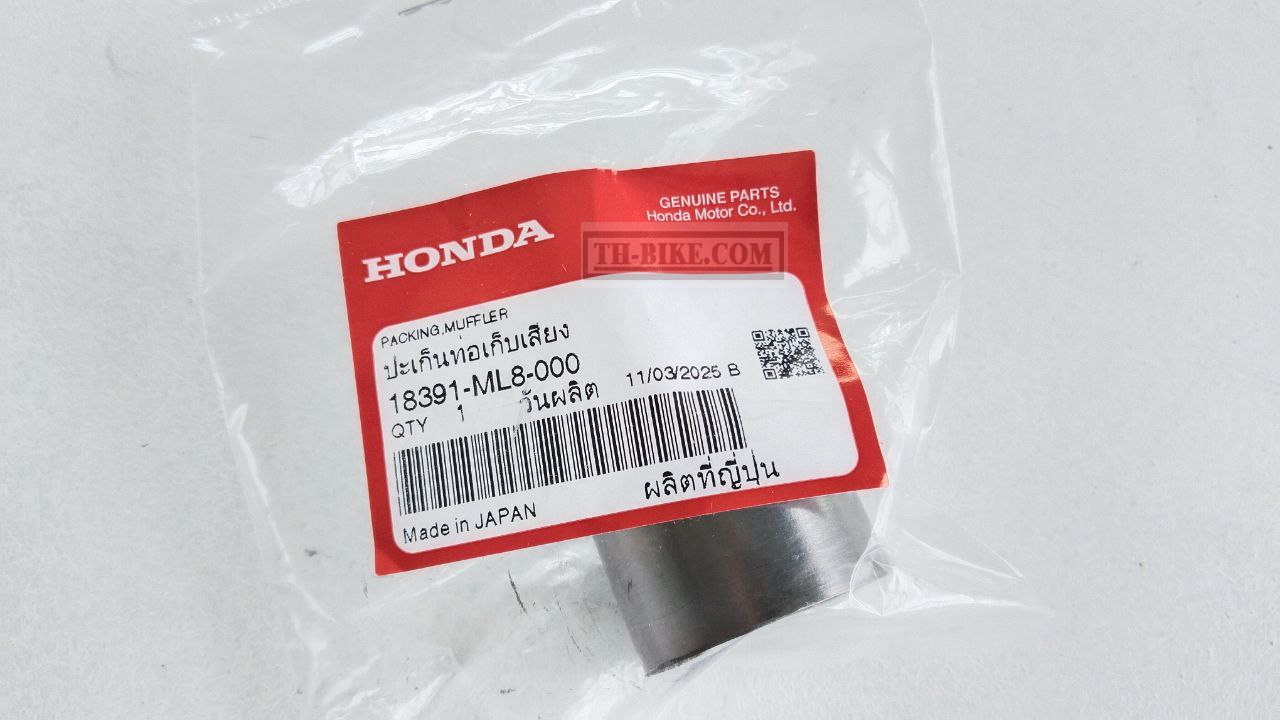 GENUINE PARTS
Honda Motor Co., Ltd.
HONDA
TH-BIKE.COM
PACKING,MUFFLER
ปะเก็นท่อเก็บเสียง
18391-ML8-000
QTY 1 วันผลิต 11/03/2025 B
ผลิตที่ญี่ปุ่น
Made in JAPAN